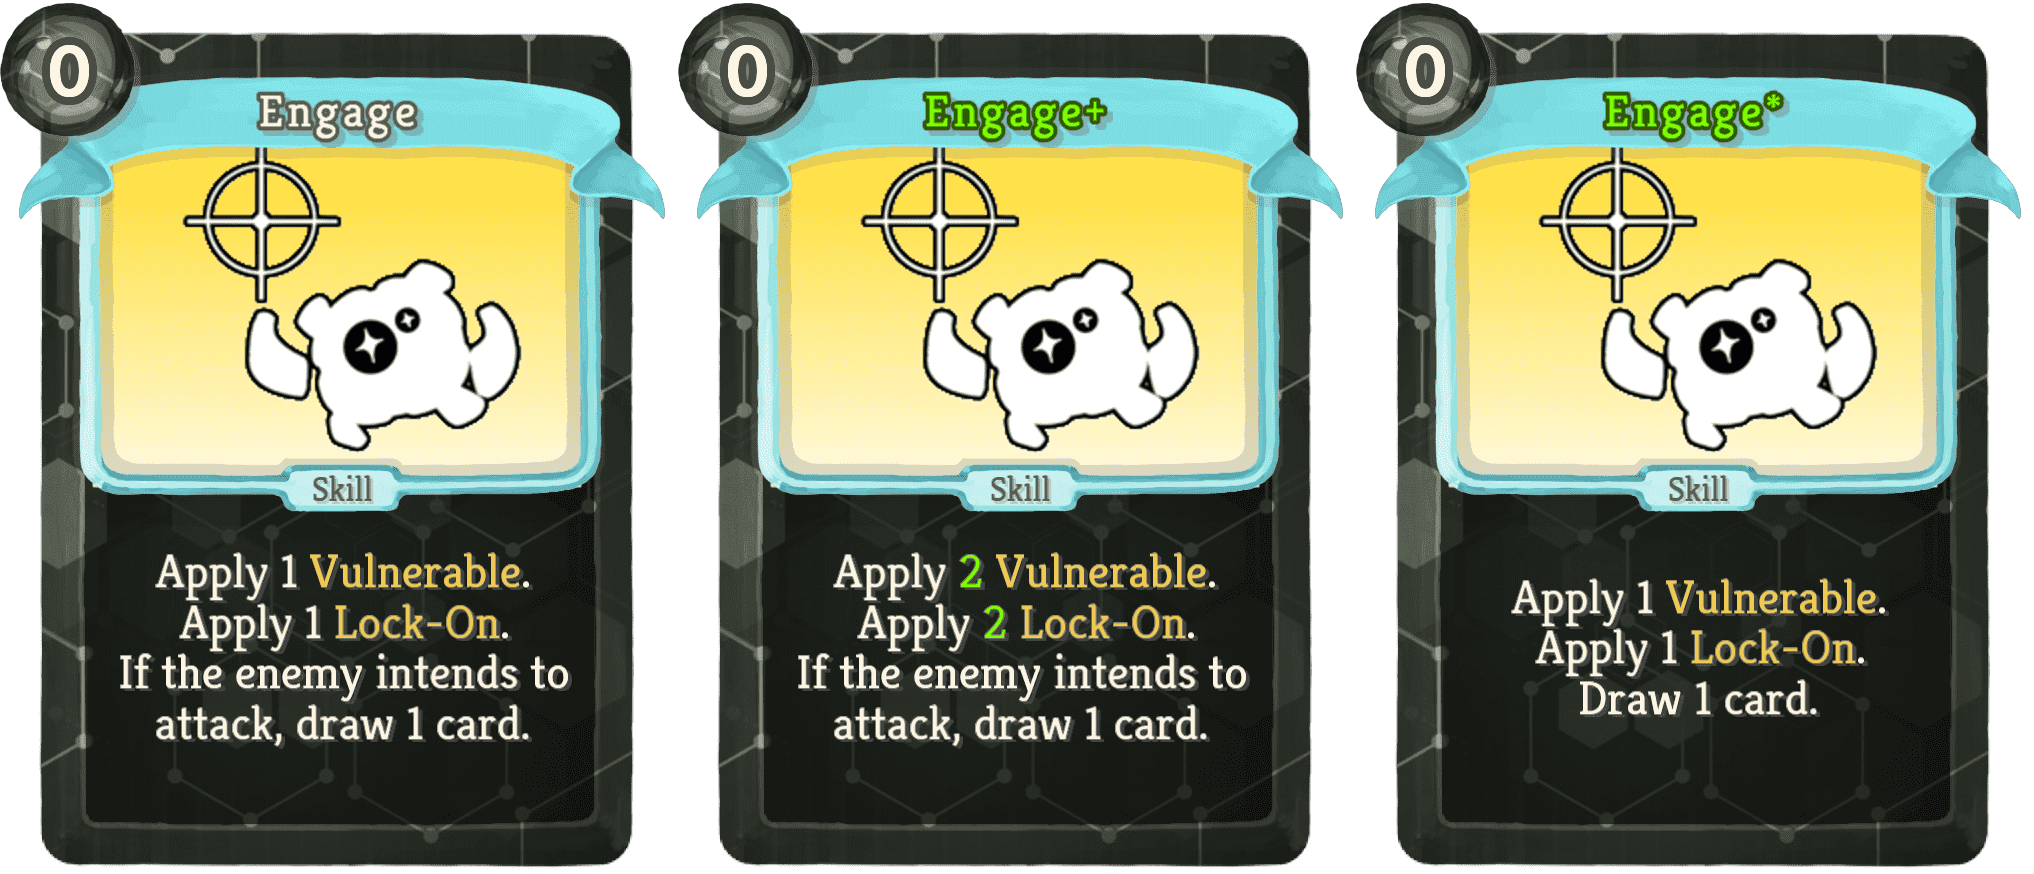 0
Engage
Skill
Apply 1 Vulnerable.
Apply 1 Lock-On.
If the enemy intends to
attack, draw 1 card.
0
Engage+
Skill
Apply 2 Vulnerable.
Apply 2 Lock-On.
If the enemy intends to
attack, draw 1 card.
0
Engage*
Skill
Apply 1 Vulnerable.
Apply 1 Lock-On.
Draw 1 card.